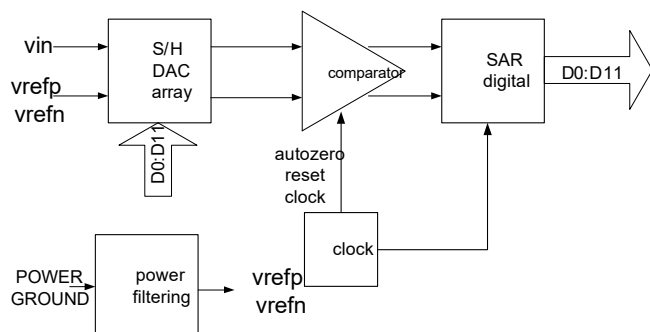 vin
vrefp
vrefn
S/H
DAC
array
D0:D11
comparator
SAR
digital
D0:D11
autozero
reset
clock
clock
POWER
GROUND
power
filtering
vrefp
vrefn